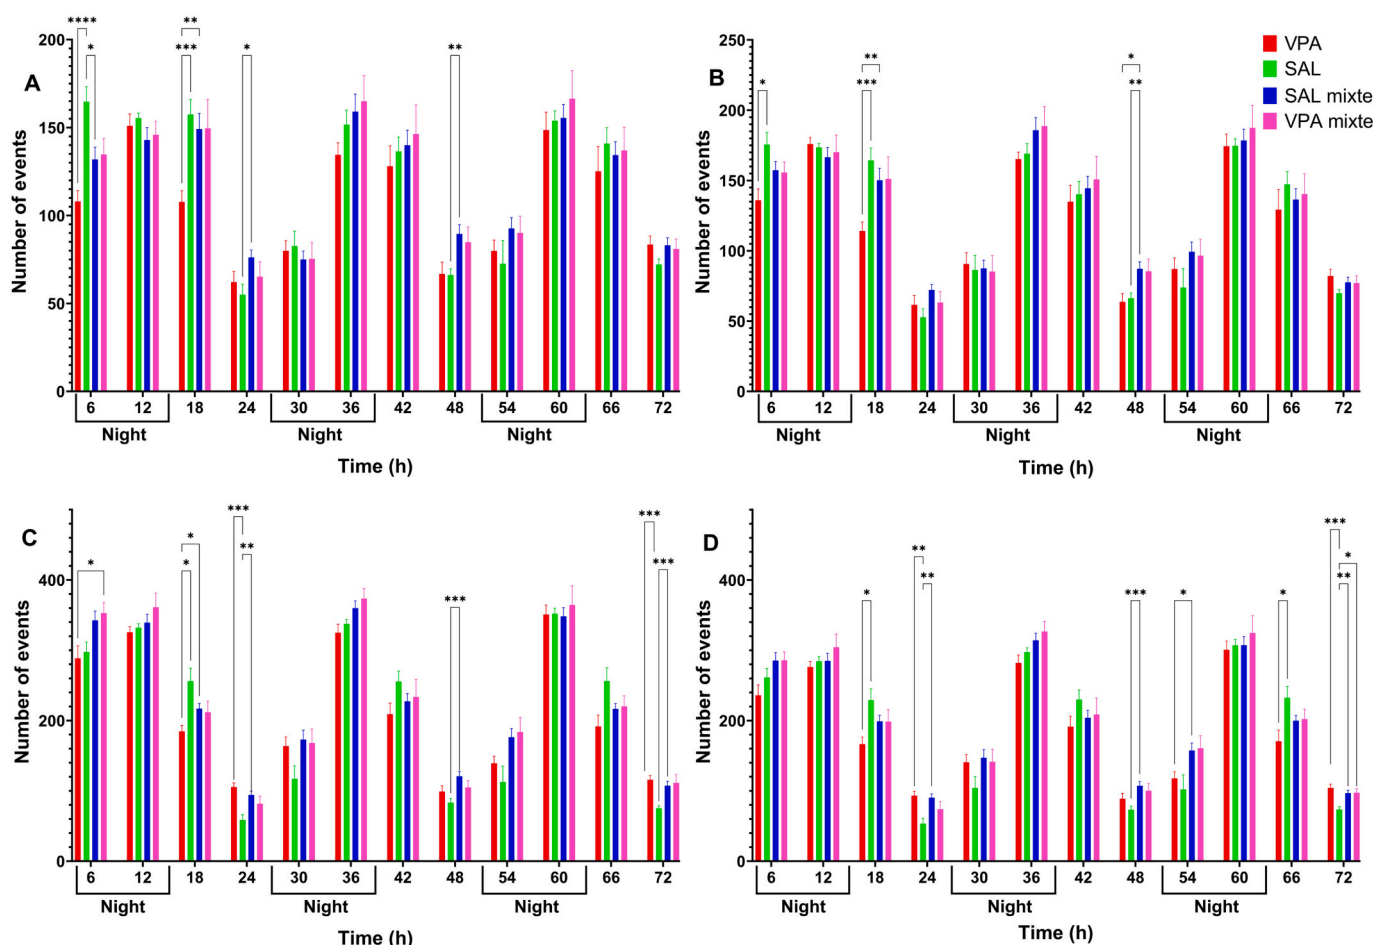 A
Number of events
200
150
100
50
0
**** * ** *** * **
6 12 18 24 30 36 42 48 54 60 66 72
Night Night Night
Time (h)
B
Number of events
250
200
150
100
50
0
* ** *** * **
VPA
SAL
SAL mixte
VPA mixte
6 12 18 24 30 36 42 48 54 60 66 72
Night Night Night
Time (h)
C
Number of events
400
200
0
* * * *** ** *** *** ***
6 12 18 24 30 36 42 48 54 60 66 72
Night Night Night
Time (h)
D
Number of events
400
200
0
* ** ** *** * * *** * **
6 12 18 24 30 36 42 48 54 60 66 72
Night Night Night
Time (h)